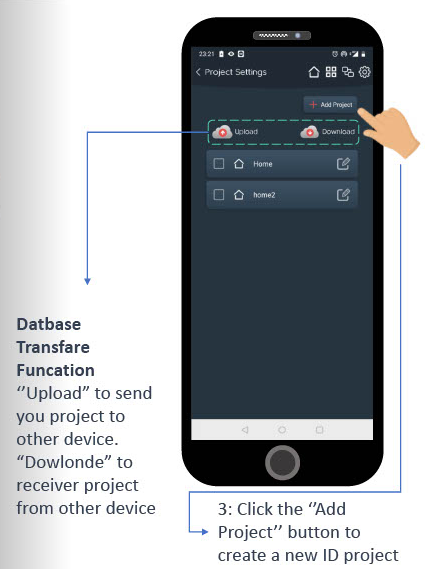 23:21
Project Settings
+ Add Project
Upload
Download
Home
home2
Datbase
Transfare
Funcation
‘’Upload” to send
you project to
other device.
“Dowlonde” to
receiver project
from other device
3: Click the ‘’Add
Project’’ button to
create a new ID project